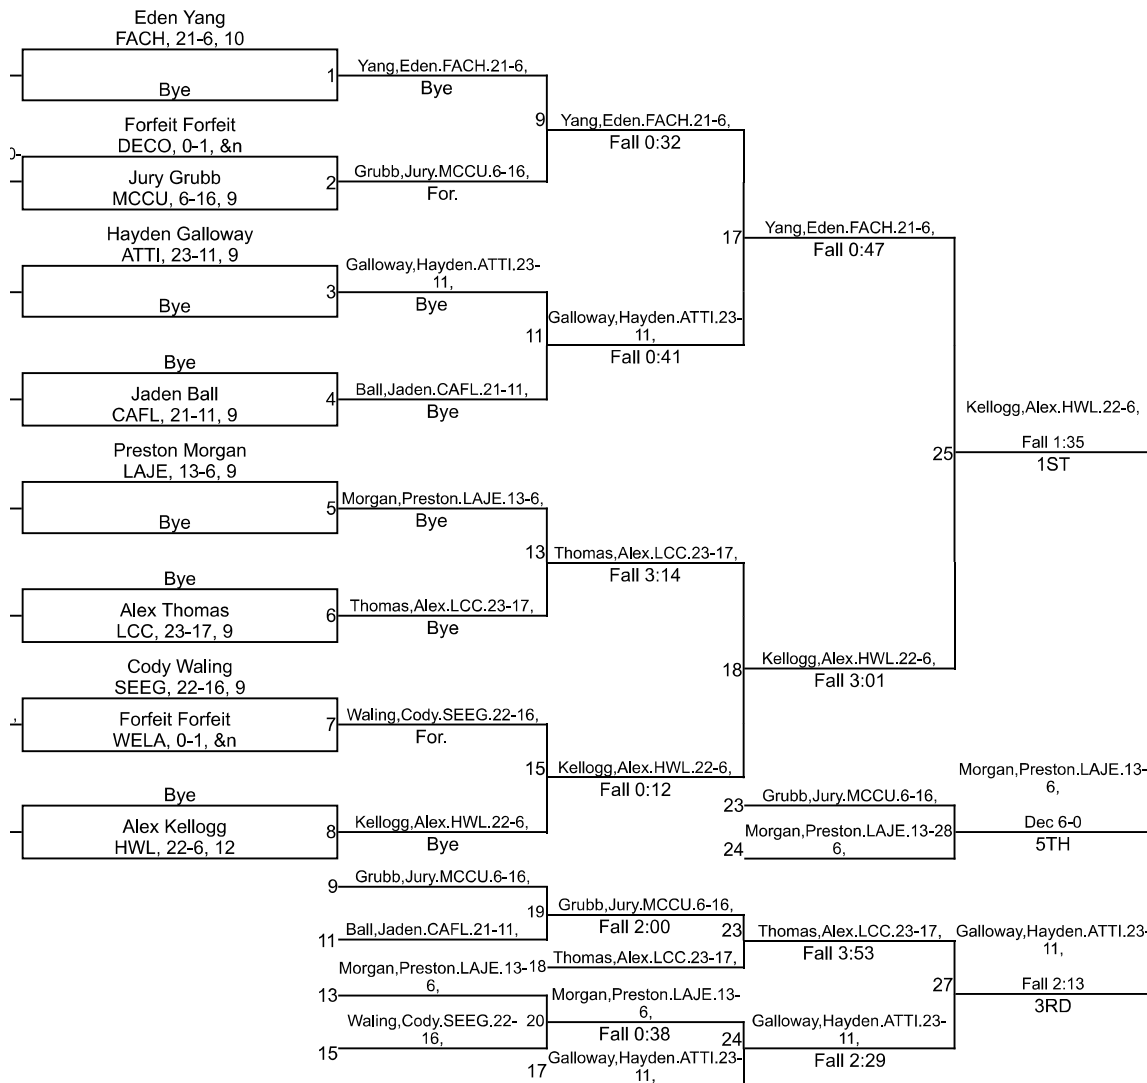 Eden Yang
FACH, 21-6, 10
1
Bye
Yang,Eden.FACH.21-6,
Bye
Forfeit Forfeit
DECO, 0-1, &n
2
Jury Grubb
MCCU, 6-16, 9
Grubb,Jury.MCCU.6-16,
For.
9
Yang,Eden.FACH.21-6,
Fall 0:32
Hayden Galloway
ATTI, 23-11, 9
3
Bye
Galloway,Hayden.ATTI.23-
11,
Bye
Bye
Jaden Ball
CAFL, 21-11, 9
4
Ball,Jaden.CAFL.21-11,
Bye
11
Galloway,Hayden.ATTI.23-
11,
Fall 0:41
17
Yang,Eden.FACH.21-6,
Fall 0:47
Preston Morgan
LAJE, 13-6, 9
5
Bye
Morgan,Preston.LAJE.13-6,
Bye
Bye
Alex Thomas
LCC, 23-17, 9
6
Thomas,Alex.LCC.23-17,
Bye
13
Thomas,Alex.LCC.23-17,
Fall 3:14
Cody Waling
SEEG, 22-16, 9
7
Forfeit Forfeit
WELA, 0-1, &n
Waling,Cody.SEEG.22-16,
For.
Bye
Alex Kellogg
HWL, 22-6, 12
8
Kellogg,Alex.HWL.22-6,
Bye
15
Kellogg,Alex.HWL.22-6,
Fall 0:12
18
Kellogg,Alex.HWL.22-6,
Fall 3:01
25
Kellogg,Alex.HWL.22-6,
Fall 1:35
1ST
23
Grubb,Jury.MCCU.6-16,
24
Morgan,Preston.LAJE.13-28
6,
Morgan,Preston.LAJE.13-
6,
Dec 6-0
5TH
9
Grubb,Jury.MCCU.6-16,
11
Ball,Jaden.CAFL.21-11,
19
Grubb,Jury.MCCU.6-16,
Fall 2:00
18
Thomas,Alex.LCC.23-17,
23
Thomas,Alex.LCC.23-17,
Fall 3:53
Morgan,Preston.LAJE.13-
6,
13
Waling,Cody.SEEG.22-
16,
15
20
Morgan,Preston.LAJE.13-
6,
Fall 0:38
17
Galloway,Hayden.ATTI.23-
11,
24
Galloway,Hayden.ATTI.23-
11,
Fall 2:29
27
Galloway,Hayden.ATTI.23-
11,
Fall 2:13
3RD